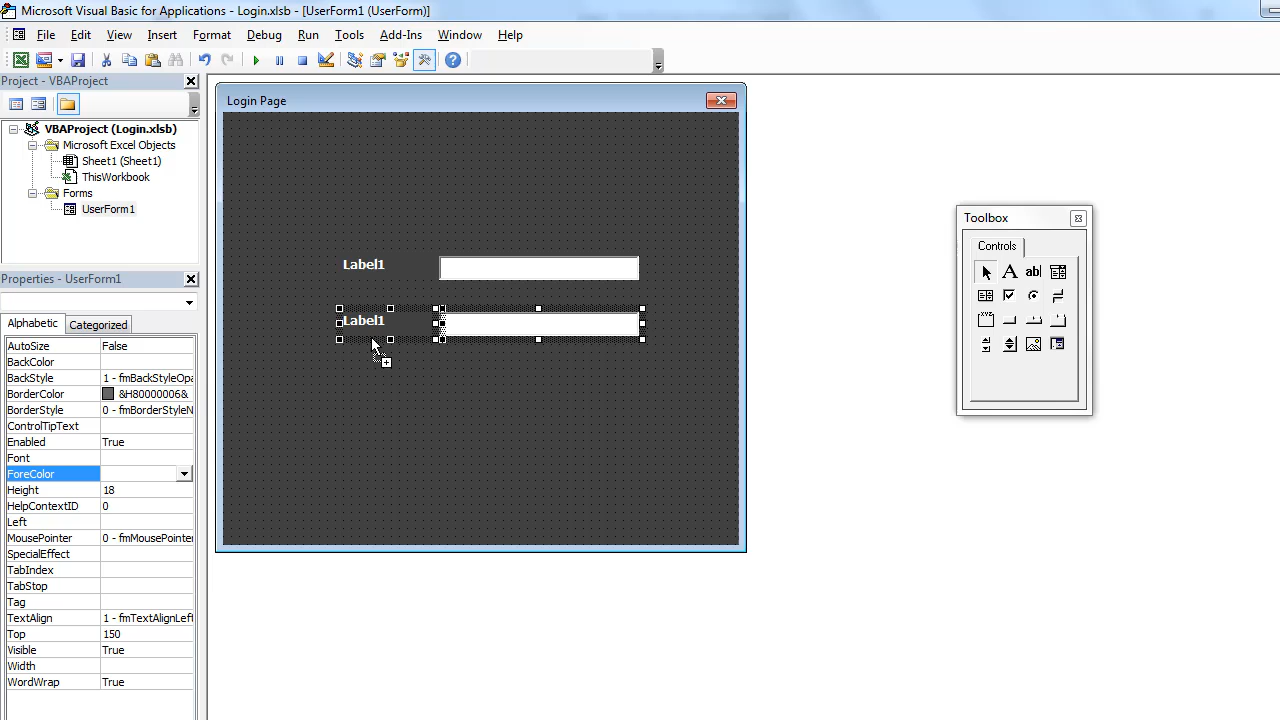 Microsoft Visual Basic for Applications - Login.xlsb - [UserForm1 (UserForm)]
File Edit View Insert Format Debug Run Tools Add-Ins Window Help
Project - VBAProject
VBAProject (Login.xlsb)
Microsoft Excel Objects
Sheet1 (Sheet1)
ThisWorkbook
Forms
UserForm1
Properties - UserForm1
Alphabetic Categorized
AutoSize False
BackColor
BackStyle 1 - fmBackStyleOpa
BorderColor &H80000006&
BorderStyle 0 - fmBorderStyleN
ControlTipText
Enabled True
Font
ForeColor
Height 18
HelpContextID 0
Left
MousePointer 0 - fmMousePointer
SpecialEffect
TabIndex
TabStop
Tag
TextAlign 1 - fmTextAlignLeft
Top 150
Visible True
Width
WordWrap True
Login Page
Label1
Label1
Toolbox
Controls
A ab|
XYZ